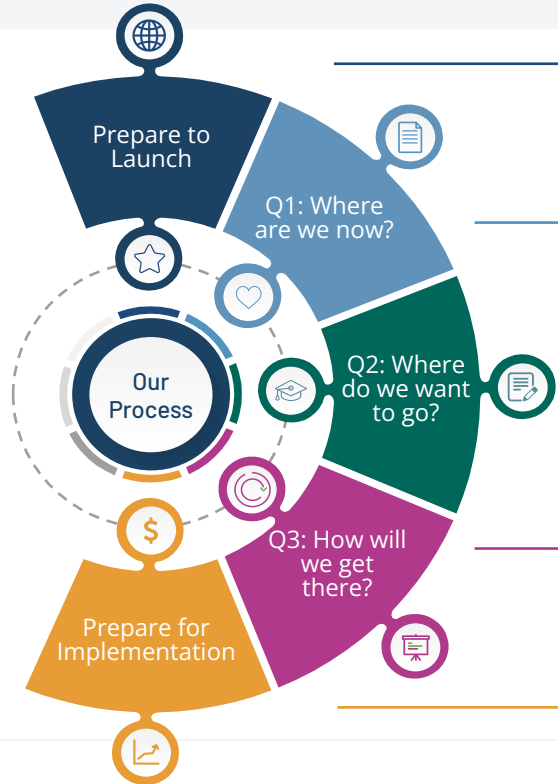 Prepare to
Launch
Q1: Where
are we now?
Q2: Where
do we want
to go?
Our
Process
Q3: How will
we get
there?
$
Prepare for
Implementation